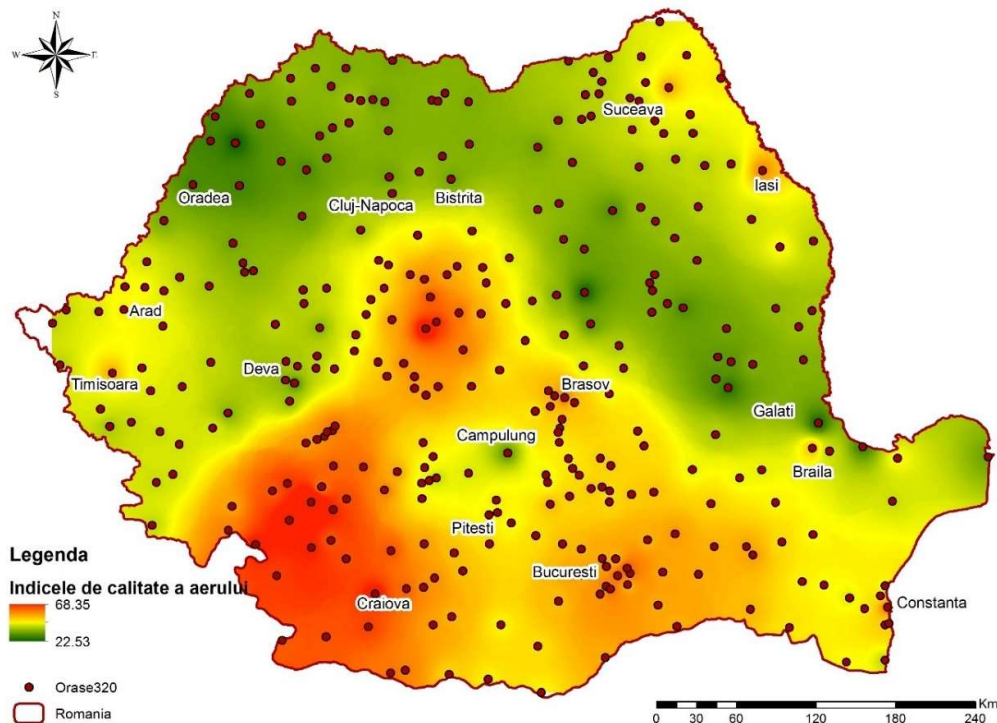 N
W E
S
Suceava
Iasi
Oradea
Cluj-Napoca
Bistrita
Arad
Timisoara
Deva
Brasov
Galati
Campulung
Braila
Pitesti
Bucuresti
Craiova
Constanta
Legenda
Indicele de calitate a aerului
68.35
22.53
Orase320
Romania
Km
0 30 60 120 180 240